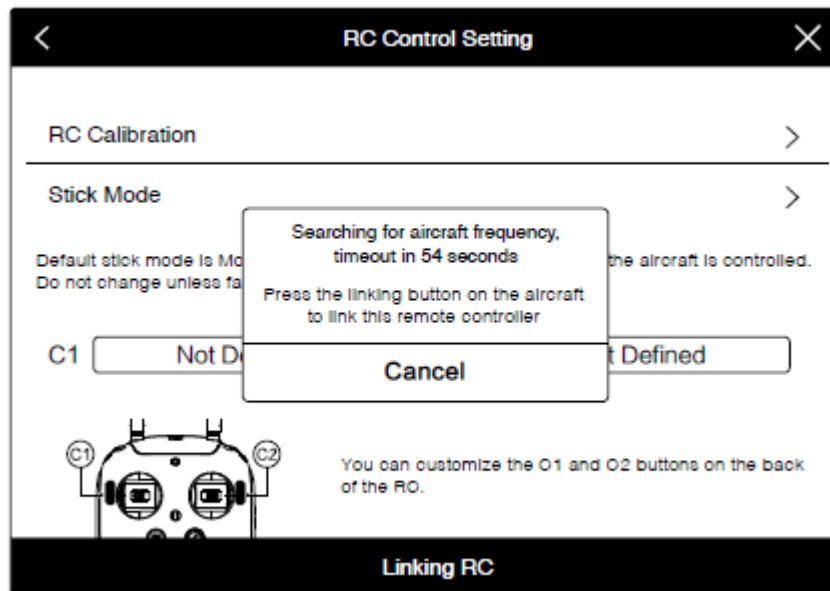 RC Control Setting
RC Calibration
Stick Mode
Searching for aircraft frequency,
timeout in 54 seconds
Press the linking button on the aircraft
to link this remote controller
Cancel
Default stick mode is the aircraft is controlled.
Do not change unless
C1 Not Defined
C1 C2
You can customize the C1 and C2 buttons on the back
of the RC.
Linking RC